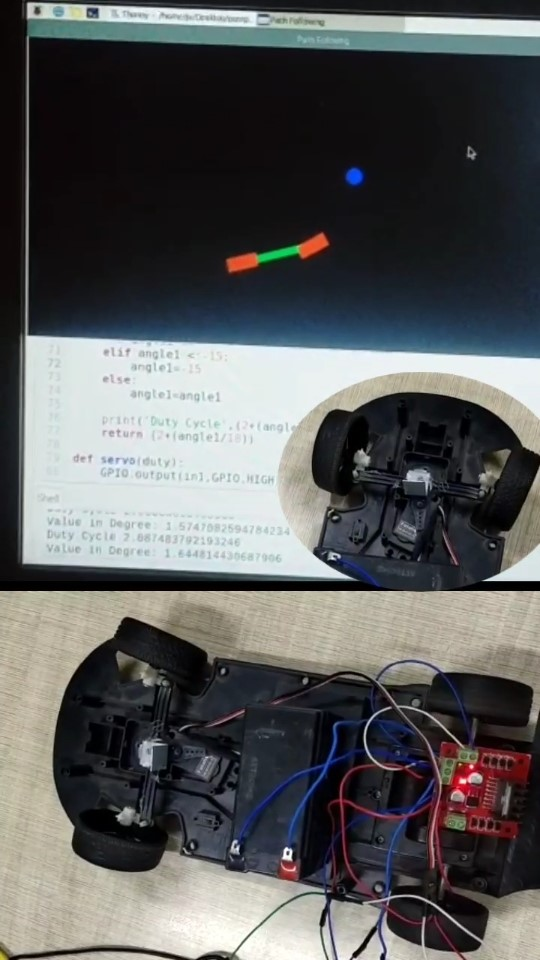 Thonny - /home/pi/Desktop/
Path Following
Path Following
71 elif angle1 <-15:
72 angle1=-15
73 else:
74 angle1=angle1
75
76 print('Duty Cycle',(2+(angle
77 return (2+(angle1/18))
78
79 def servo(duty):
80 GPIO.output(in1,GPIO.HIGH
Shell
Value in Degree: 1.5747082594784234
Duty Cycle 2.087483792193246
Value in Degree: 1.644814430687906